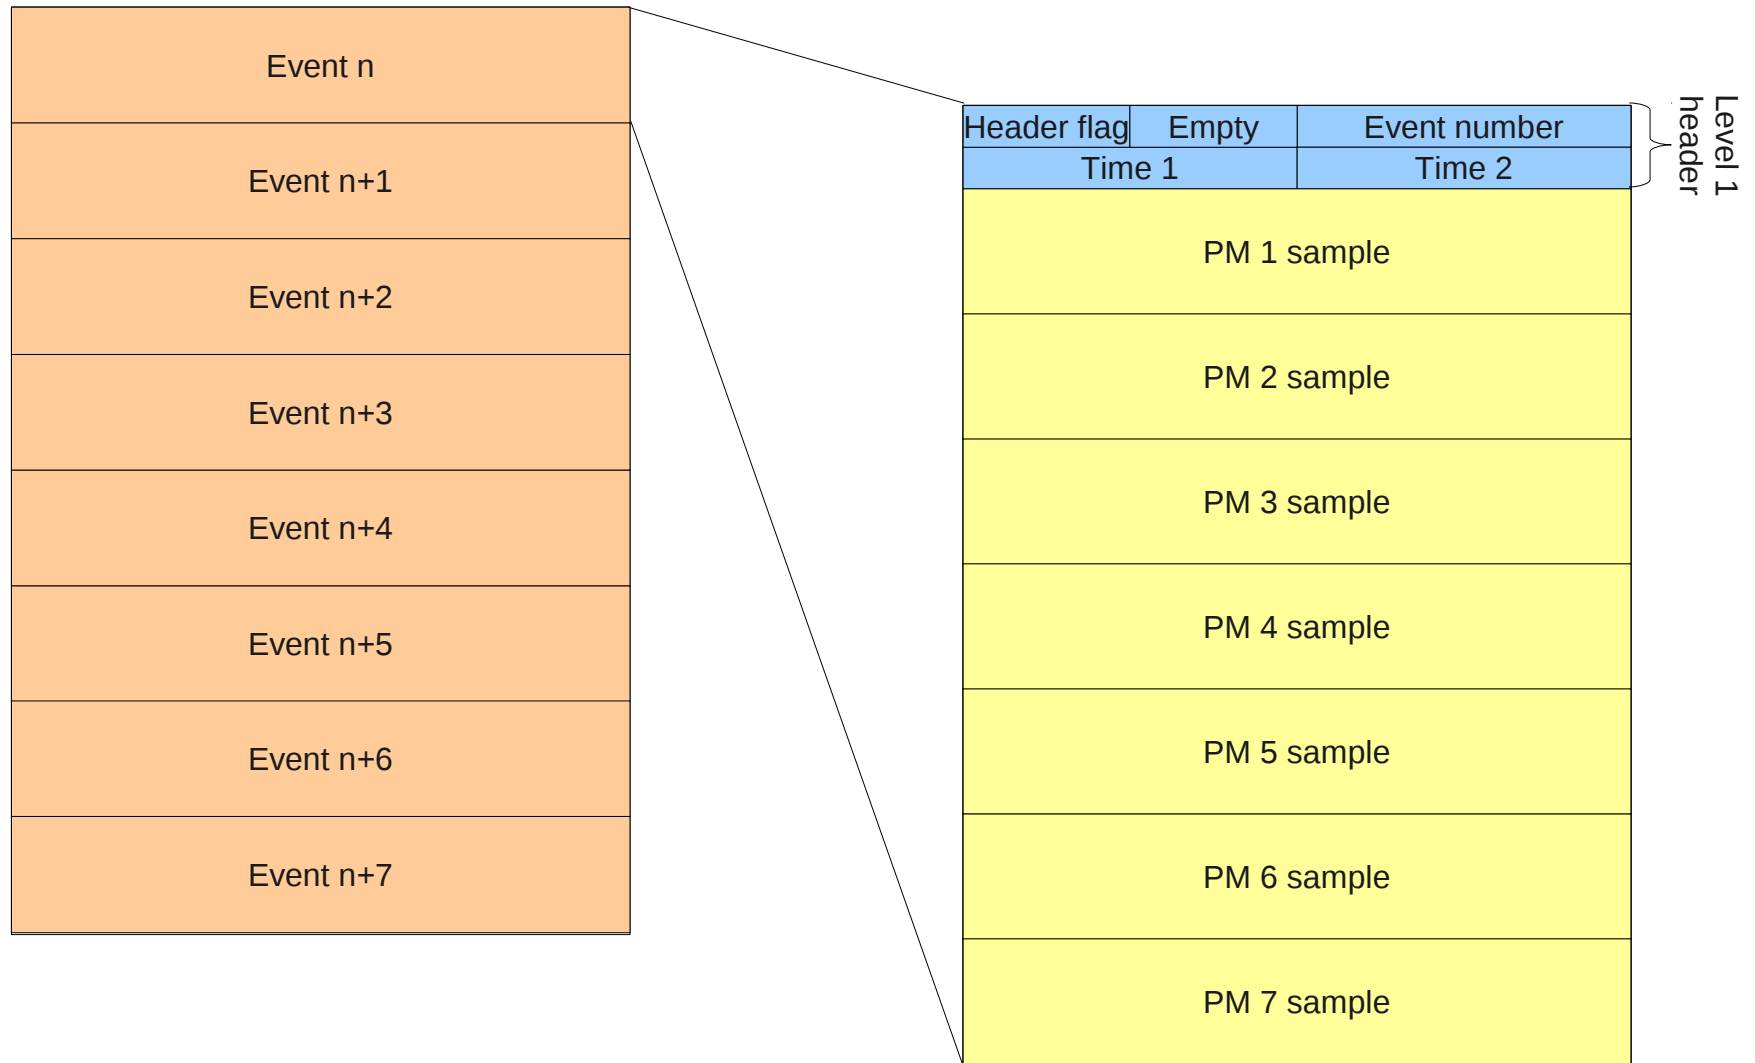 Event n
Event n+1
Event n+2
Event n+3
Event n+4
Event n+5
Event n+6
Event n+7
Header flag Empty Event number
Time 1 Time 2
Level 1
header
PM 1 sample
PM 2 sample
PM 3 sample
PM 4 sample
PM 5 sample
PM 6 sample
PM 7 sample